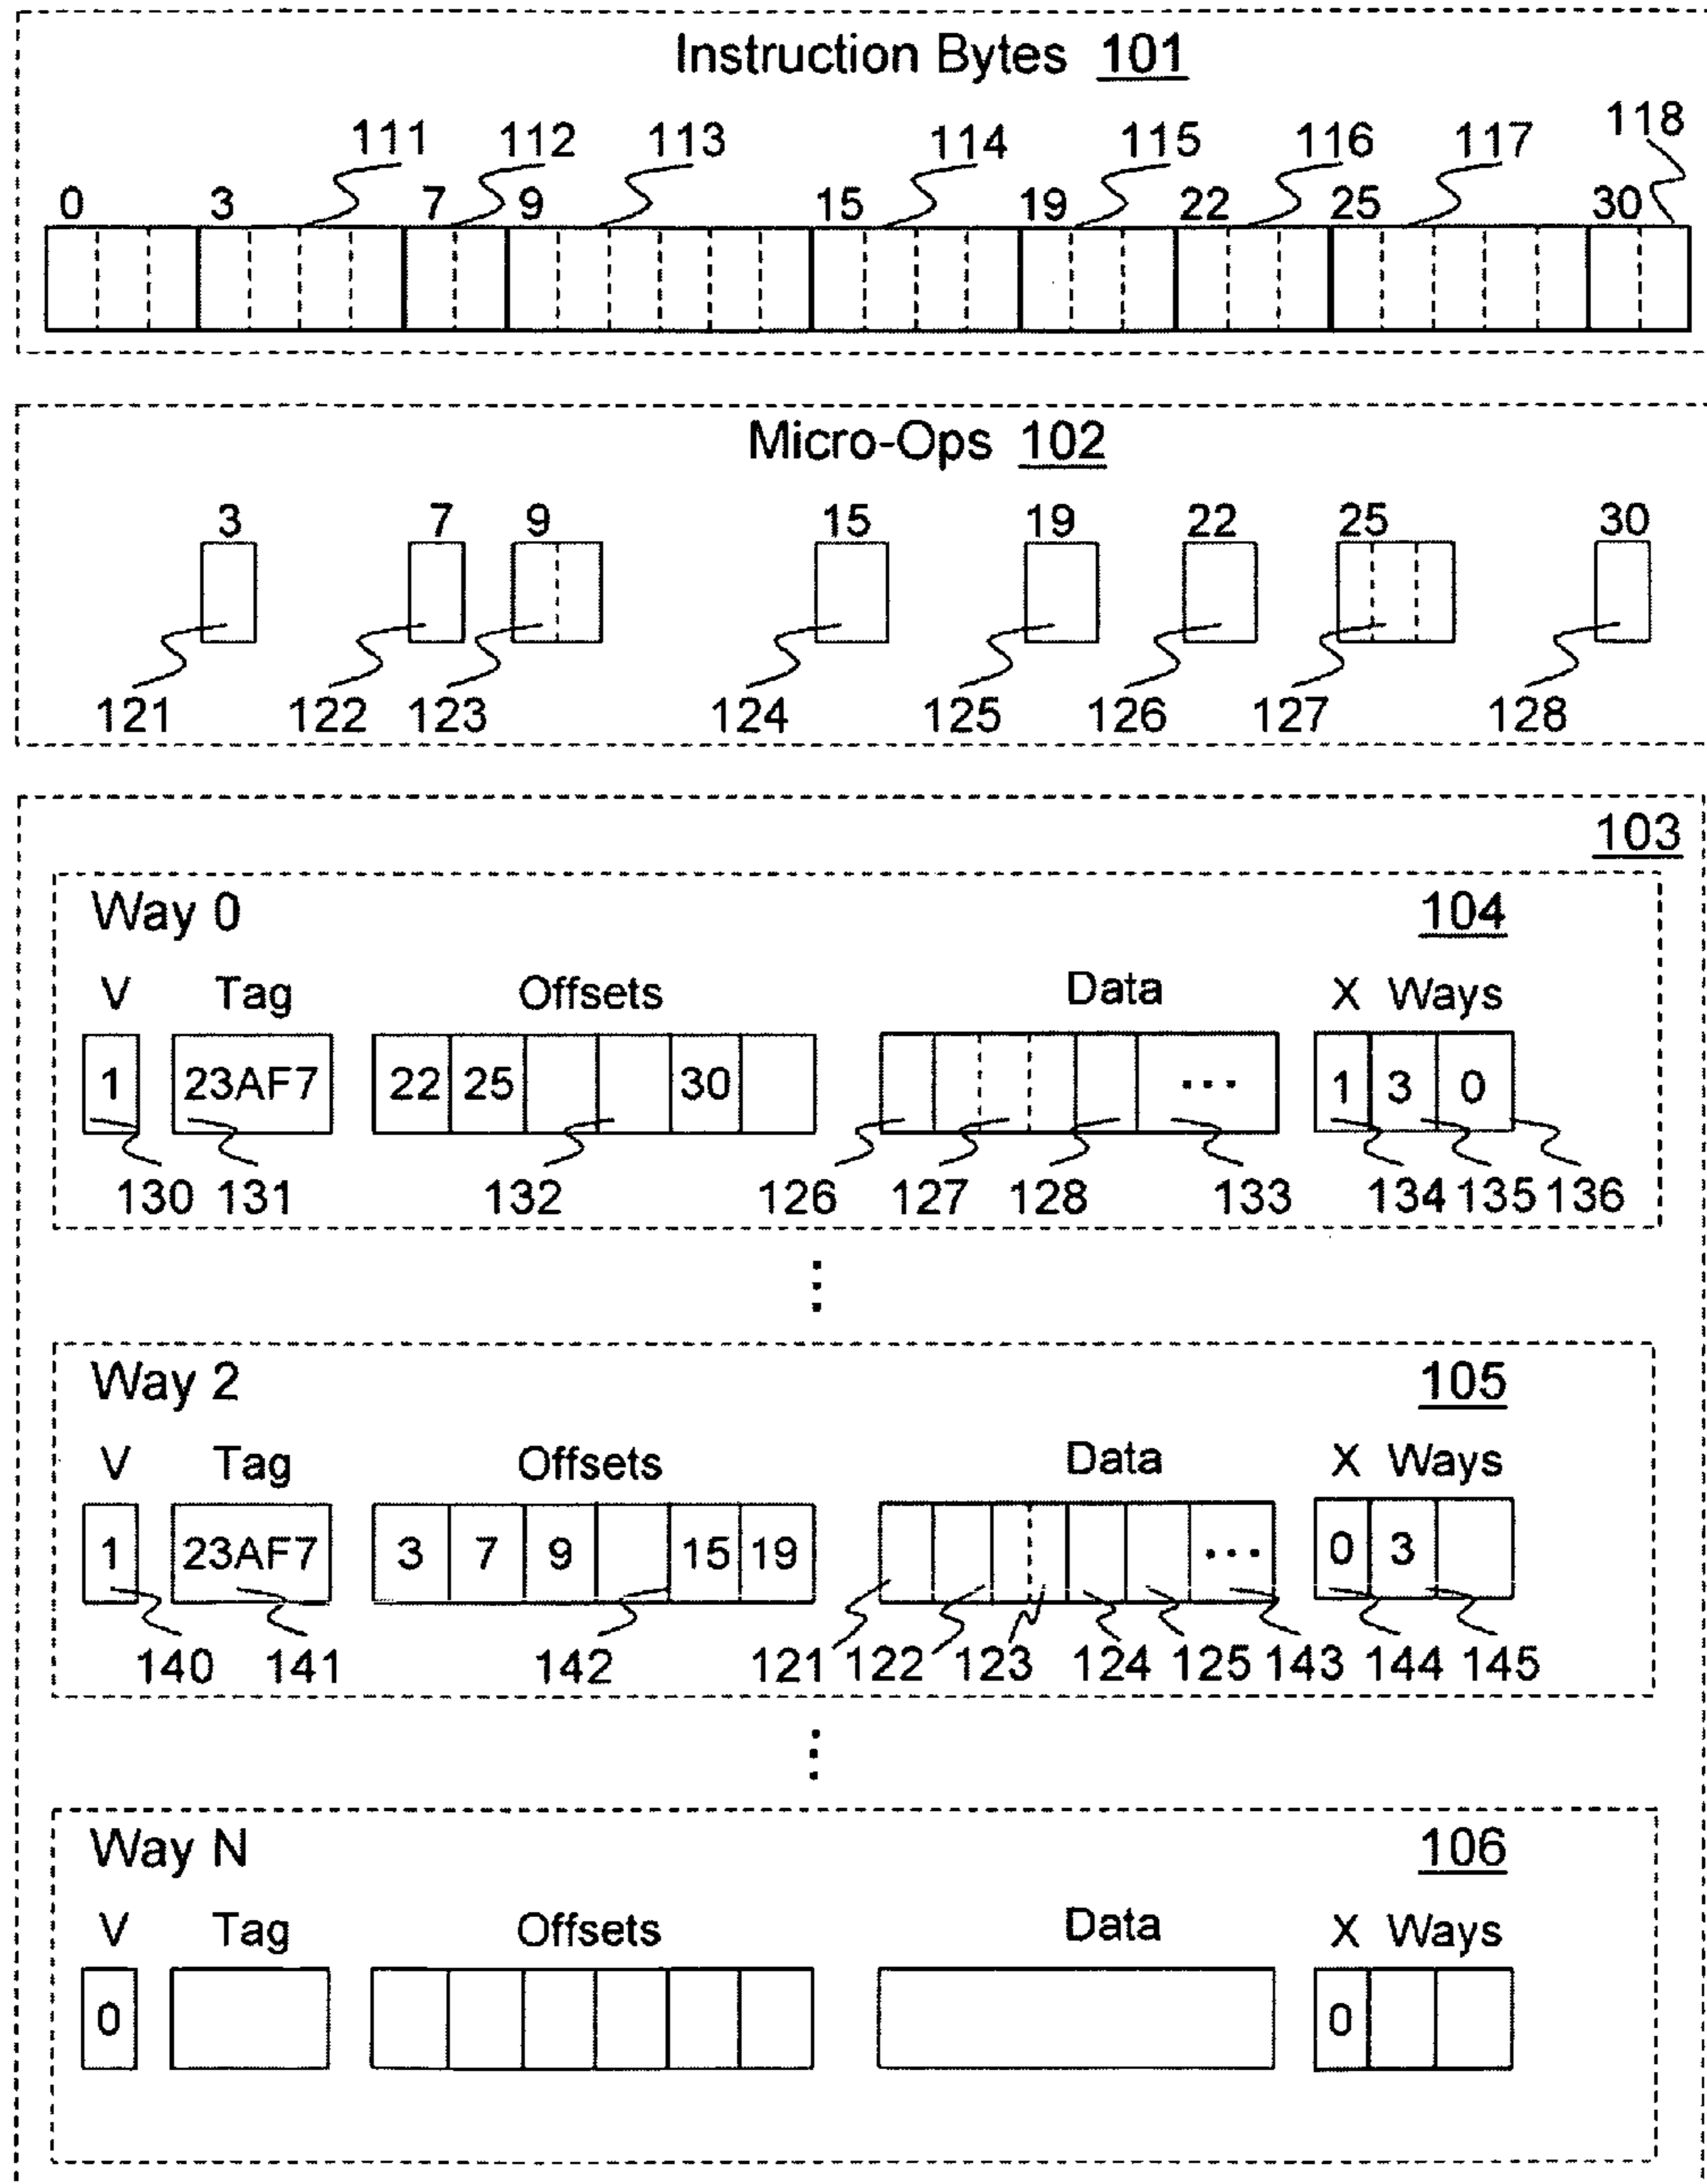 Instruction Bytes 101
111 112 113 114 115 116 117 118
0 3 7 9 15 19 22 25 30
Micro-Ops 102
3 7 9 15 19 22 25 30
121 122 123 124 125 126 127 128
103
Way 0 104
V Tag Offsets Data X Ways
1 23AF7 22 25 30 ... 1 3 0
130 131 132 126 127 128 133 134 135 136
Way 2 105
V Tag Offsets Data X Ways
1 23AF7 3 7 9 15 19 ... 0 3
140 141 142 121 122 123 124 125 143 144 145
Way N 106
V Tag Offsets Data X Ways
0 0